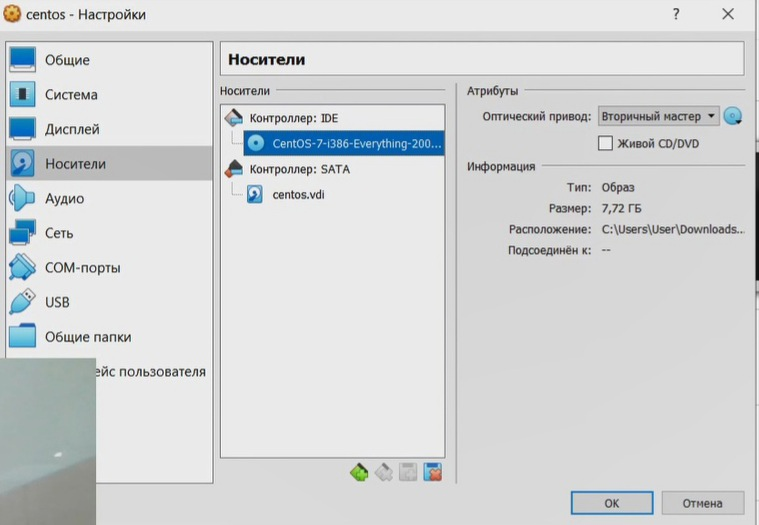 centos - Настройки
?
Общие
Система
Дисплей
Носители
Аудио
Сеть
COM-порты
USB
Общие папки
ейс пользователя
Носители
Носители
Контроллер: IDE
CentOS-7-i386-Everything-200...
Контроллер: SATA
centos.vdi
Атрибуты
Оптический привод: Вторичный мастер
Живой CD/DVD
Информация
Тип: Образ
Размер: 7,72 ГБ
Расположение: C:\Users\User\Downloads...
Подсоединён к: --
OK
Отмена